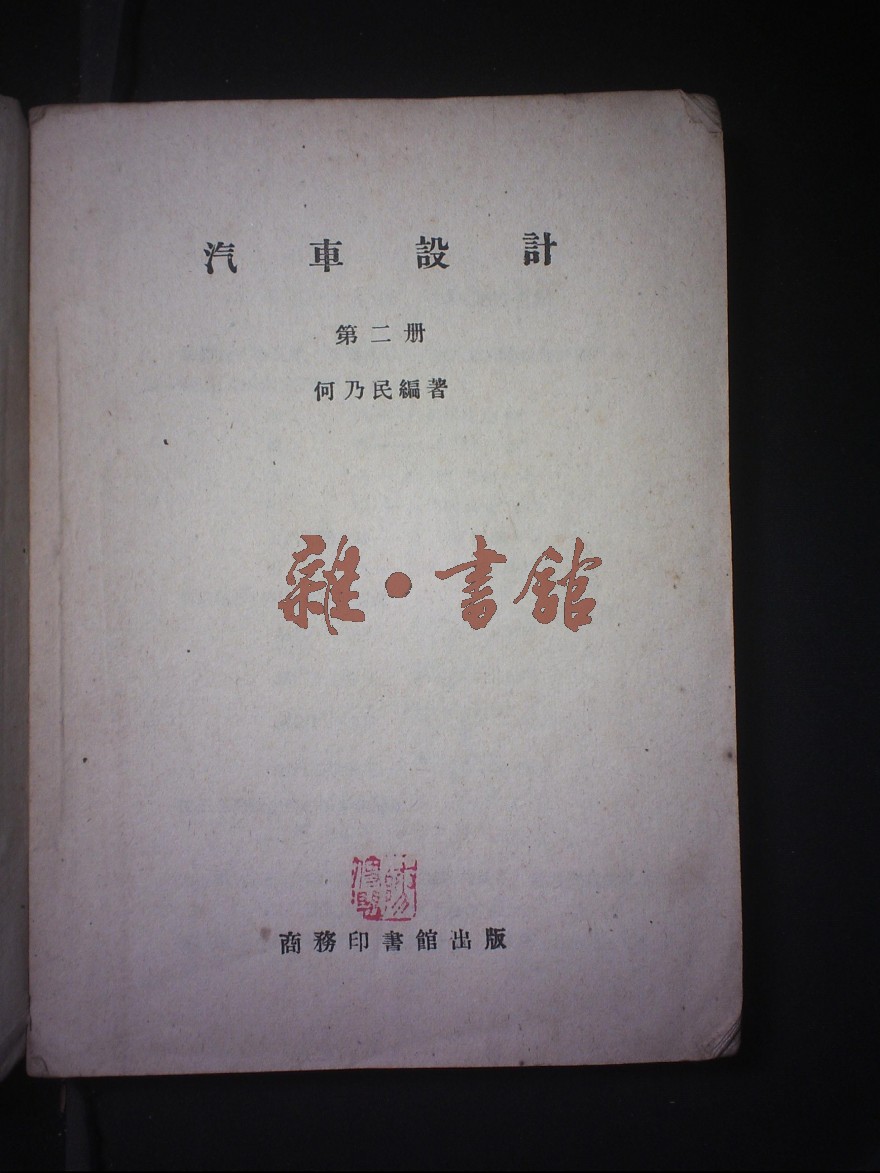 汽車設計
第二册
何乃民編著
雜·書館
商務印書館出版